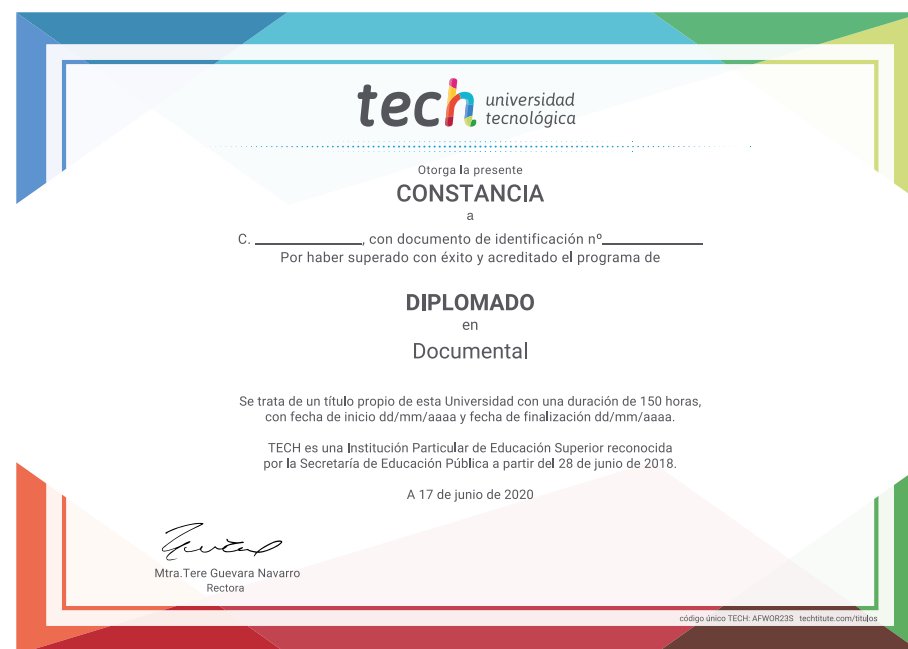 tech universidad
tecnológica
Otorga la presente
CONSTANCIA
a
C. ____________, con documento de identificación nº____________
Por haber superado con éxito y acreditado el programa de
DIPLOMADO
en
Documental
Se trata de un título propio de esta Universidad con una duración de 150 horas,
con fecha de inicio dd/mm/aaaa y fecha de finalización dd/mm/aaaa.
TECH es una Institución Particular de Educación Superior reconocida
por la Secretaría de Educación Pública a partir del 28 de junio de 2018.
A 17 de junio de 2020
Mtra.Tere Guevara Navarro
Rectora
código único TECH: AFWOR23S techtitute.com/titulos